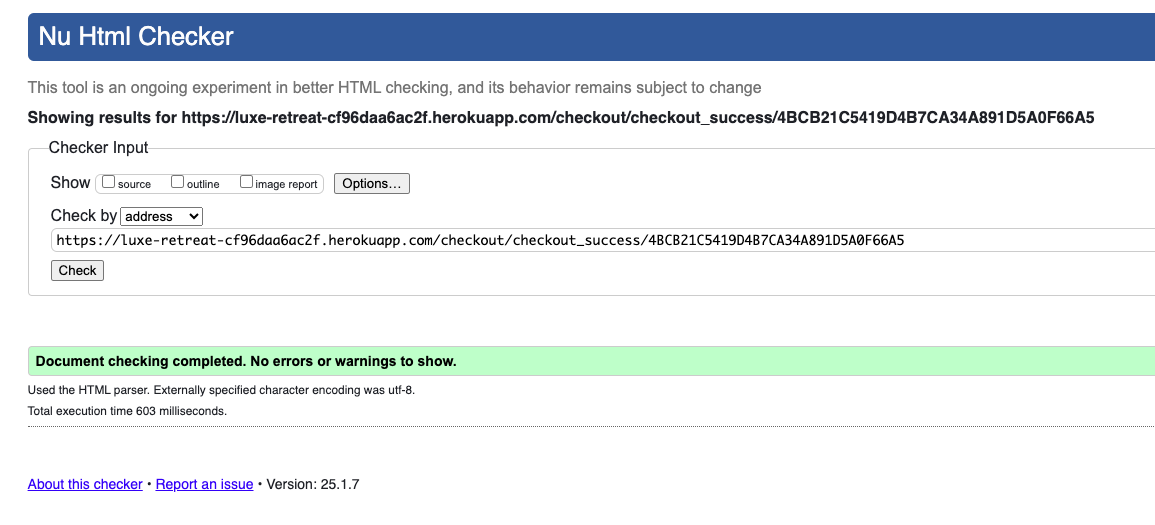 Nu Html Checker
This tool is an ongoing experiment in better HTML checking, and its behavior remains subject to change
Showing results for https://luxe-retreat-cf96daa6ac2f.herokuapp.com/checkout/checkout_success/4BCB21C5419D4B7CA34A891D5A0F66A5
Checker Input
Show source outline image report Options...
Check by address
https://luxe-retreat-cf96daa6ac2f.herokuapp.com/checkout/checkout_success/4BCB21C5419D4B7CA34A891D5A0F66A5
Check
Document checking completed. No errors or warnings to show.
Used the HTML parser. Externally specified character encoding was utf-8.
Total execution time 603 milliseconds.
About this checker • Report an issue • Version: 25.1.7